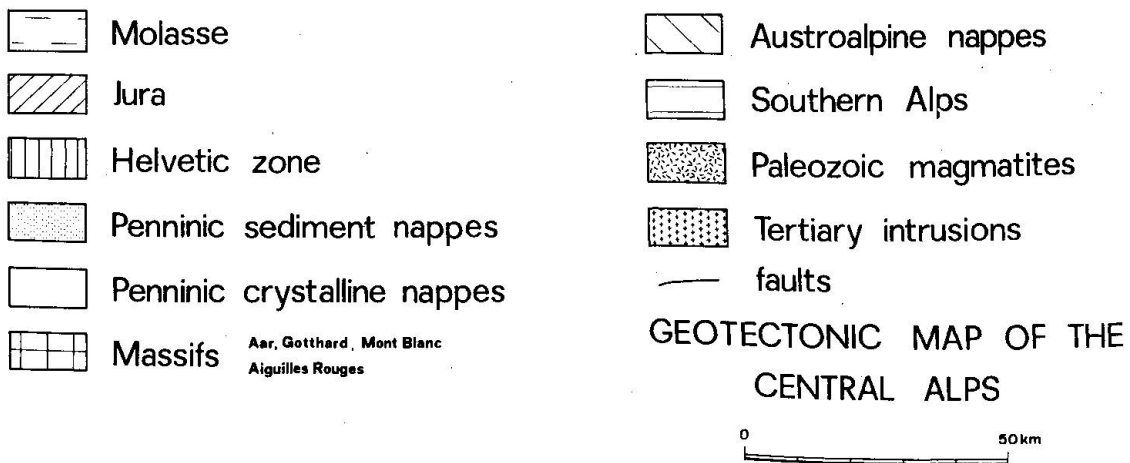 Molasse
Jura
Helvetic zone
Penninic sediment nappes
Penninic crystalline nappes
Massifs Aar, Gotthard, Mont Blanc
Aiguilles Rouges
Austroalpine nappes
Southern Alps
Paleozoic magmatites
Tertiary intrusions
faults
GEOTECTONIC MAP OF THE
CENTRAL ALPS
0 50km